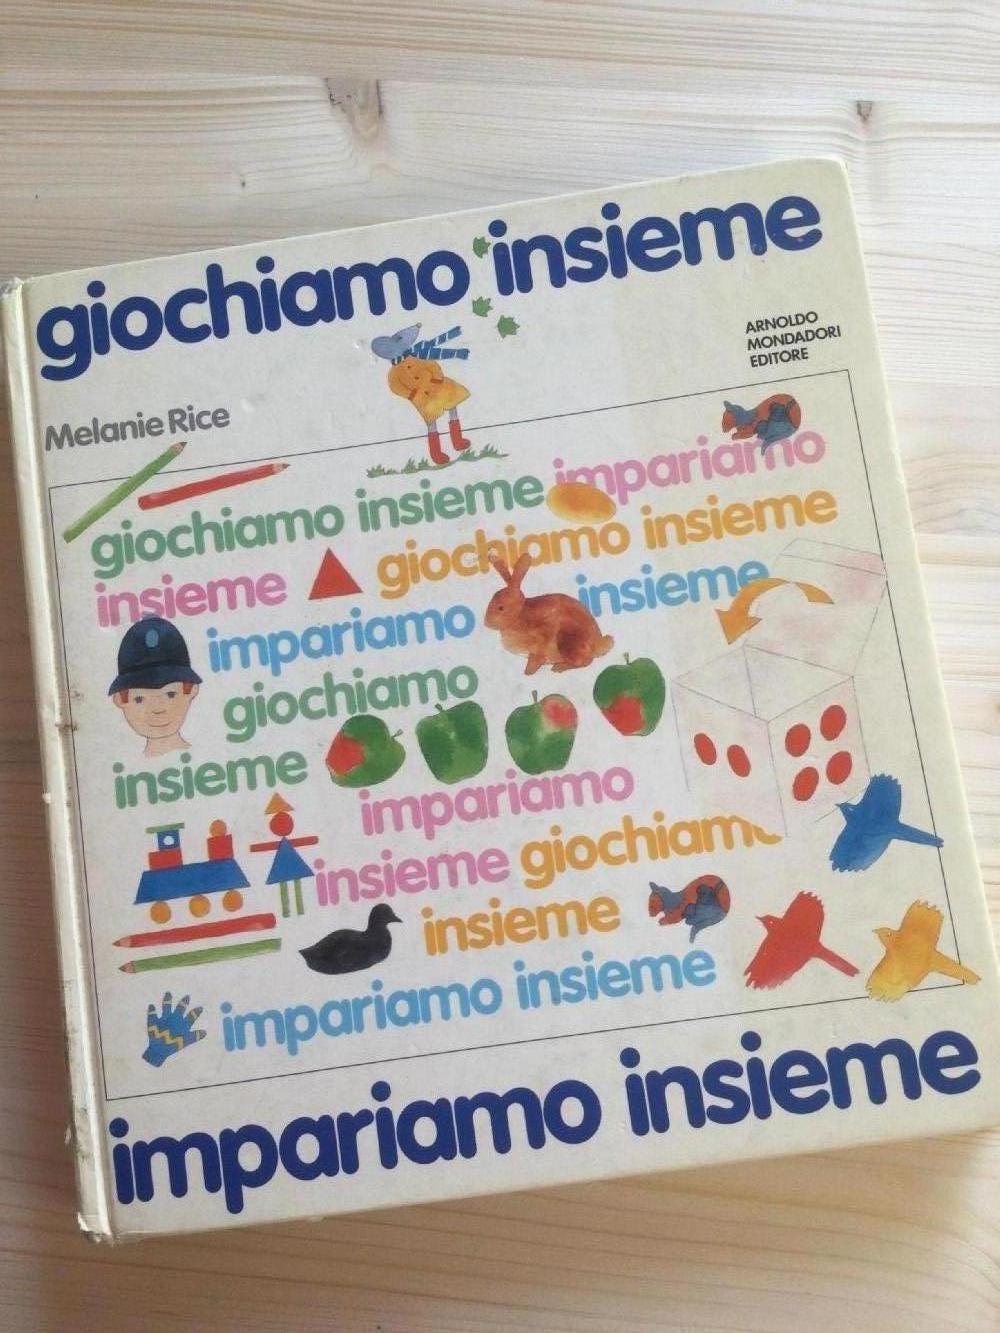 giochiamo insieme
ARNOLDO
MONDADORI
EDITORE
Melanie Rice
giochiamo insieme impariamo
insieme giochiamo insieme
impariamo insieme
giochiamo
insieme
impariamo
insieme giochiamo
insieme
impariamo insieme
impariamo insieme